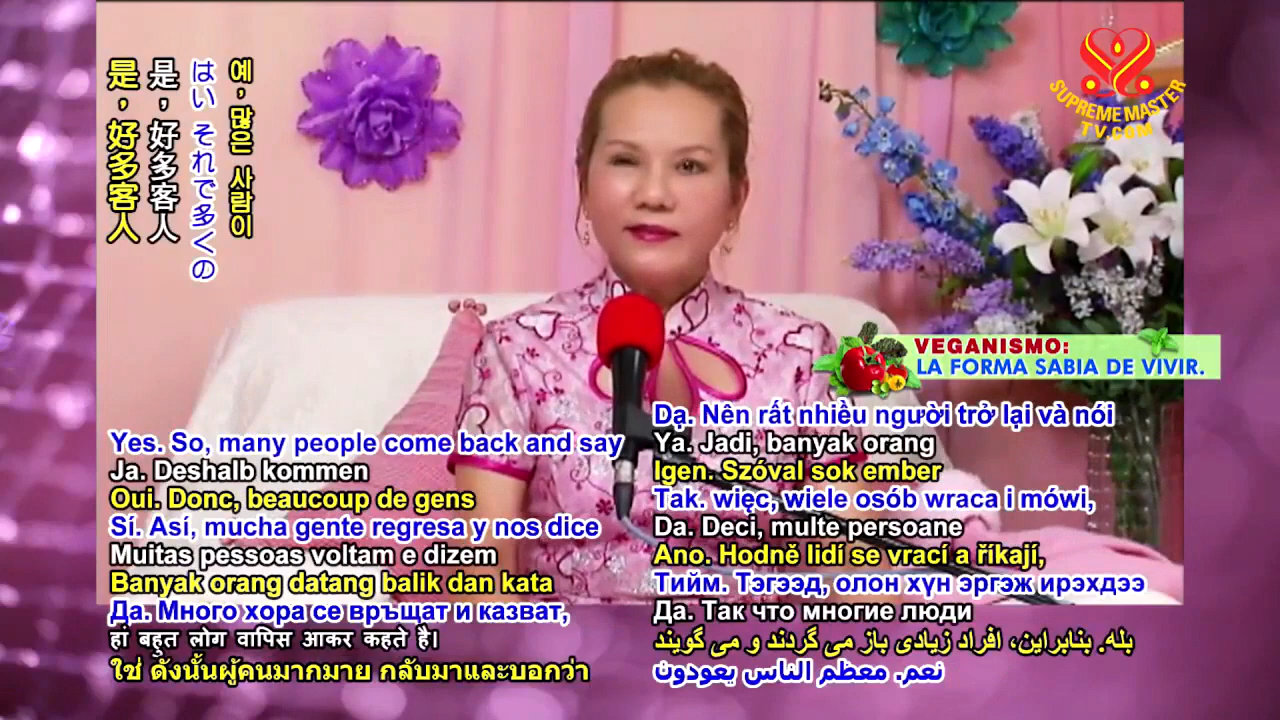 예, 많은 사람이
はい それで多くの
是，好多客人
是，好多客人
SUPREME MASTER
TV.COM
VEGANISMO:
LA FORMA SABIA DE VIVIR.
Yes. So, many people come back and say
Ja. Deshalb kommen
Oui. Donc, beaucoup de gens
Sí. Así, mucha gente regresa y nos dice
Muitas pessoas voltam e dizem
Banyak orang datang balik dan kata
Да. Много хора се връщат и казват,
हां बहुत लोग वापिस आकर कहते है।
ใช่ ดังนั้นผู้คนมากมาย กลับมาและบอกว่า
Dạ. Nên rất nhiều người trở lại và nói
Ya. Jadi, banyak orang
Igen. Szóval sok ember
Tak. więc, wiele osób wraca i mówi,
Da. Deci, multe persoane
Ano. Hodně lidí se vrací a říkají,
Тийм. Тэгээд, олон хүн эргэж ирэхдээ
Да. Так что многие люди
بله. بنابراین، افراد زیادی باز می گردند و می گویند
نعم. معظم الناس يعودون